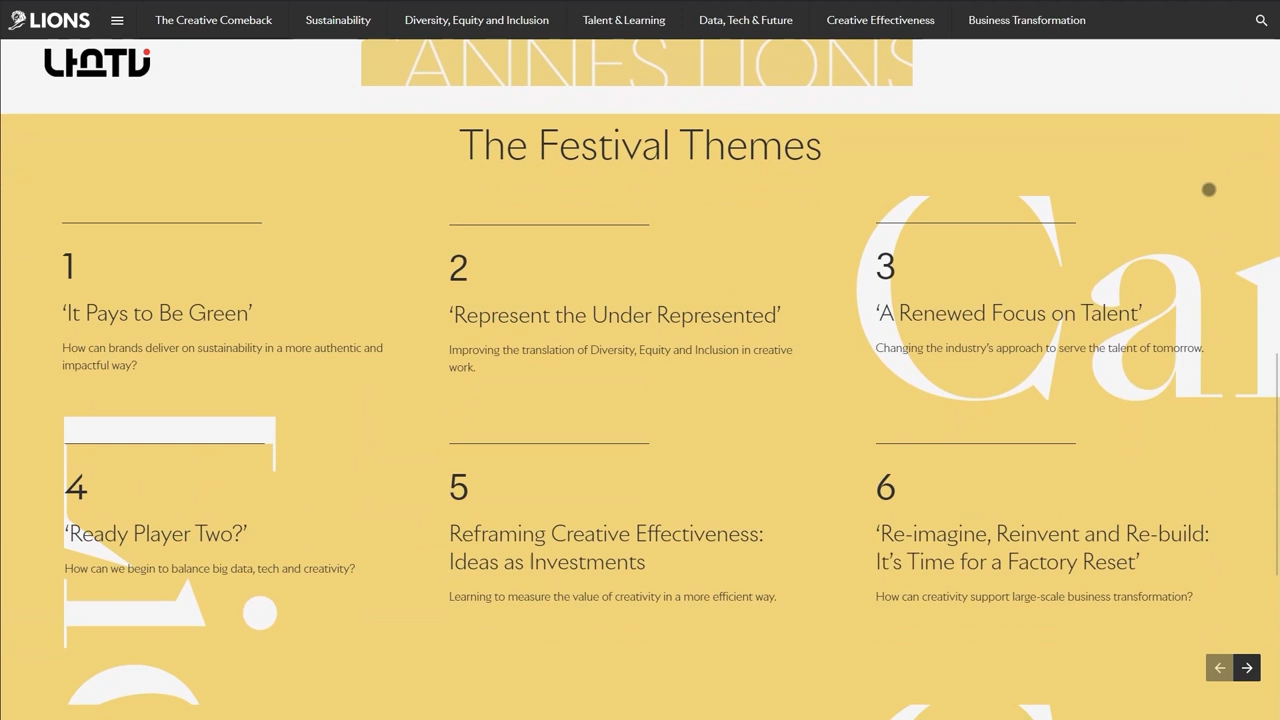 LIONS
The Creative Comeback
Sustainability
Diversity, Equity and Inclusion
Talent & Learning
Data, Tech & Future
Creative Effectiveness
Business Transformation
ANNES LIONS
The Festival Themes
1
‘It Pays to Be Green’
How can brands deliver on sustainability in a more authentic and
impactful way?
2
‘Represent the Under Represented’
Improving the translation of Diversity, Equity and Inclusion in creative
work.
3
‘A Renewed Focus on Talent’
Changing the industry’s approach to serve the talent of tomorrow.
4
‘Ready Player Two?’
How can we begin to balance big data, tech and creativity?
5
Reframing Creative Effectiveness:
Ideas as Investments
Learning to measure the value of creativity in a more efficient way.
6
‘Re-imagine, Reinvent and Re-build:
It’s Time for a Factory Reset’
How can creativity support large-scale business transformation?